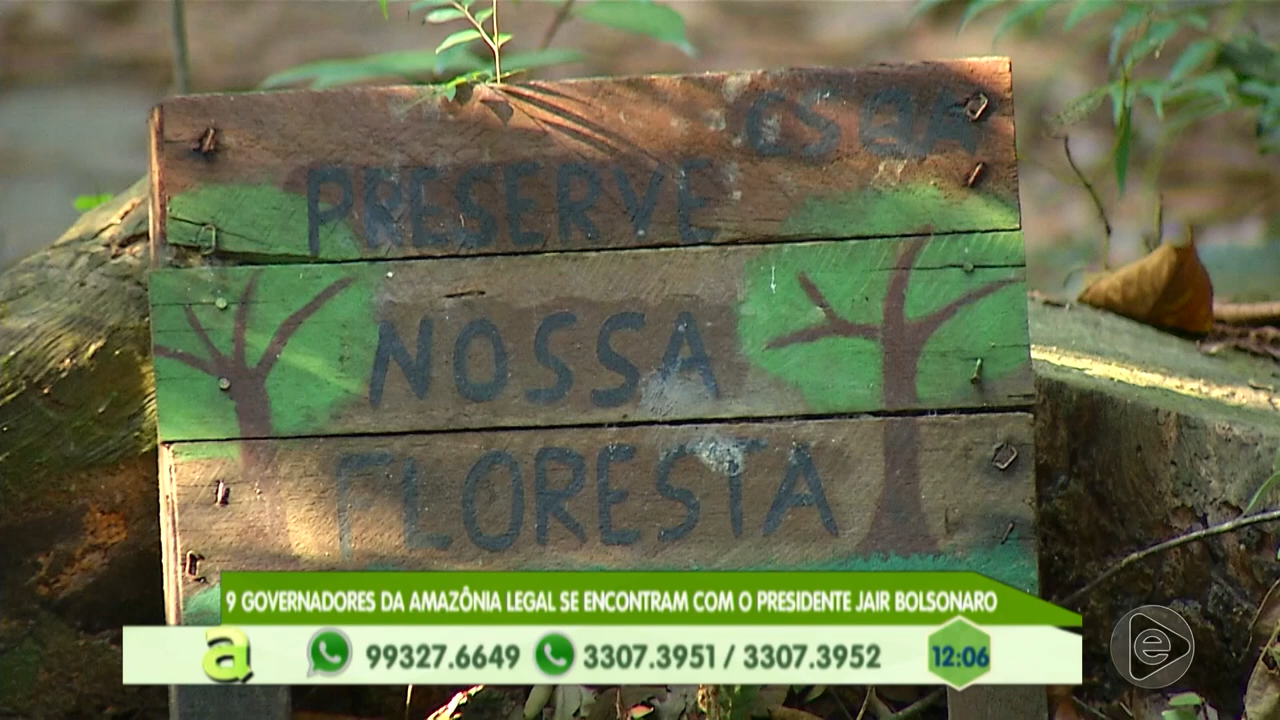 CSBA
PRESERVE
NOSSA
FLORESTA
9 GOVERNADORES DA AMAZÔNIA LEGAL SE ENCONTRAM COM O PRESIDENTE JAIR BOLSONARO
a 99327.6649 3307.3951 / 3307.3952 12:06
e